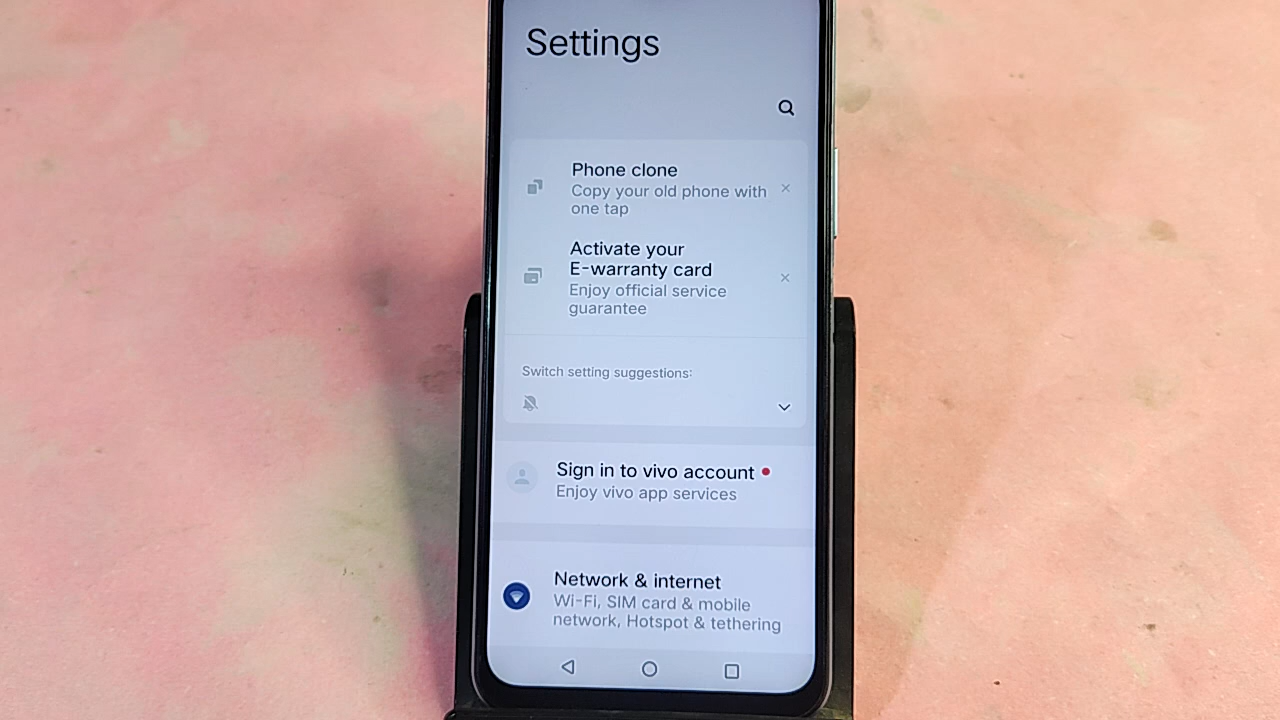 Settings
Phone clone
Copy your old phone with
one tap
Activate your
E-warranty card
Enjoy official service
guarantee
Switch setting suggestions:
Sign in to vivo account
Enjoy vivo app services
Network & internet
Wi-Fi, SIM card & mobile
network, Hotspot & tethering